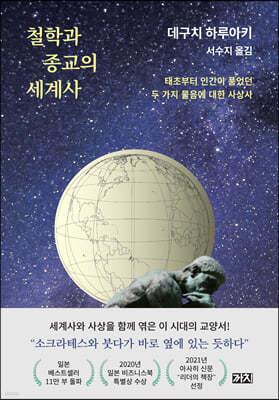 철학과
종교의
세계사
데구치 하루아키
서수지 옮김
태초부터 인간이 품었던
두 가지 물음에 대한 사상사
세계사와 사상을 함께 엮은 이 시대의 교양서!
“소크라테스와 붓다가 바로 옆에 있는 듯하다”
일본
베스트셀러
11만 부 돌파
2020년
일본 비즈니스북
특별상 수상
2021년
아사히 신문
“리더의 책장”
선정
까치